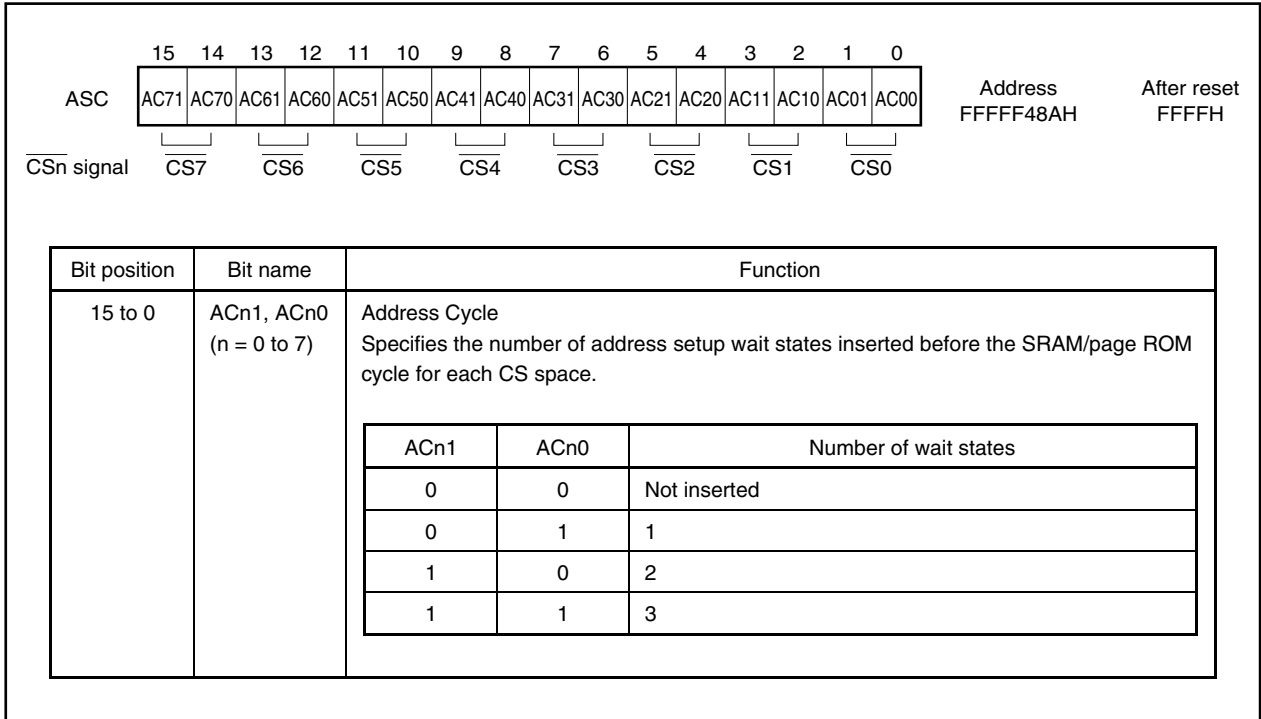 15 14 13 12 11 10 9 8 7 6 5 4 3 2 1 0
ASC AC71 AC70 AC61 AC60 AC51 AC50 AC41 AC40 AC31 AC30 AC21 AC20 AC11 AC10 AC01 AC00
Address After reset
FFFFF48AH FFFFH
CSn signal CS7 CS6 CS5 CS4 CS3 CS2 CS1 CS0
Bit position Bit name Function
15 to 0 ACn1, ACn0 Address Cycle
(n = 0 to 7) Specifies the number of address setup wait states inserted before the SRAM/page ROM
cycle for each CS space.
ACn1 ACn0 Number of wait states
0 0 Not inserted
0 1 1
1 0 2
1 1 3